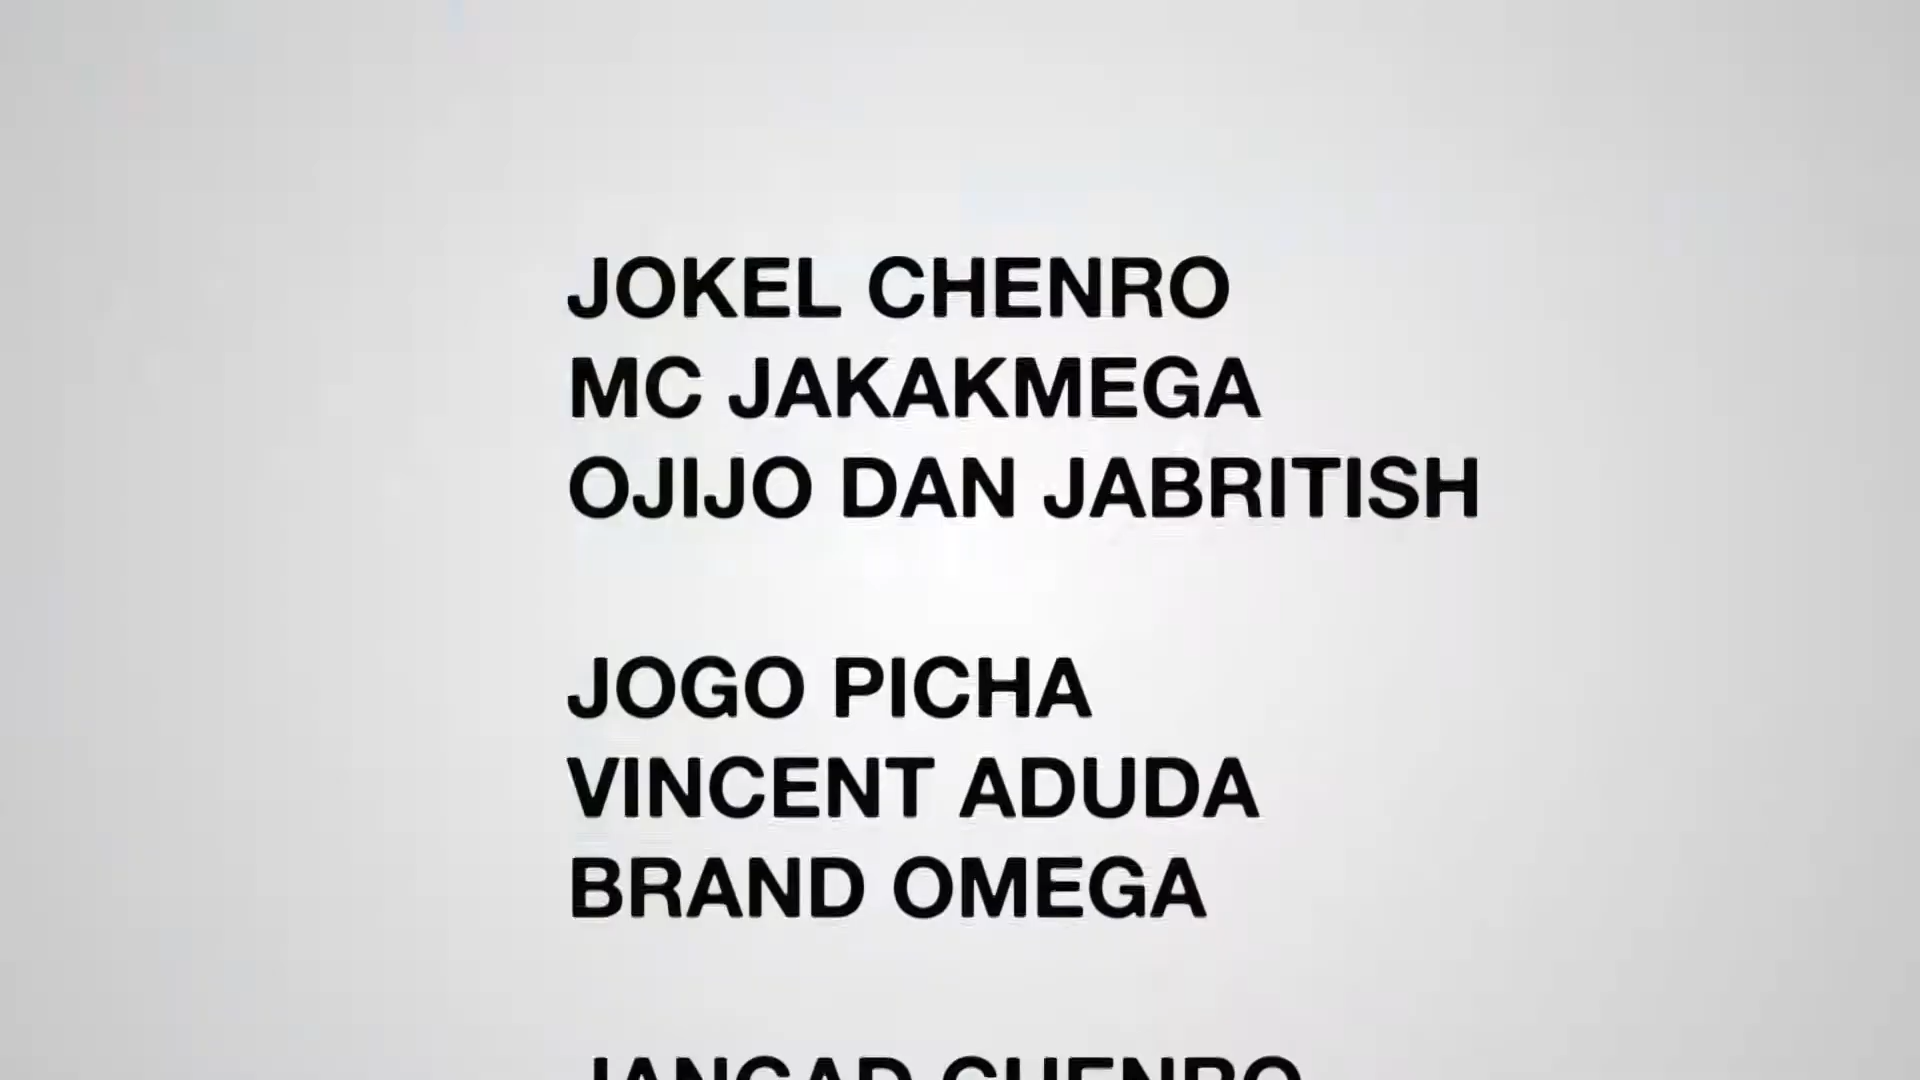 JOKEL CHENRO
MC JAKAKMEGA
OJIJO DAN JABRITISH
JOGO PICHA
VINCENT ADUDA
BRAND OMEGA